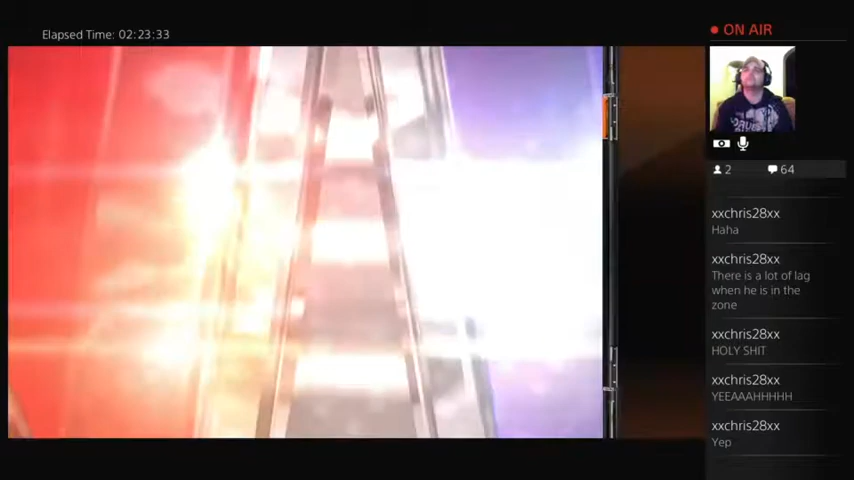 Elapsed Time: 02:23:33
ON AIR
2
64
xxchris28xx
Haha
xxchris28xx
There is a lot of lag
when he is in the
zone
xxchris28xx
HOLY SHIT
xxchris28xx
YEEAAAHHHHH
xxchris28xx
Yep